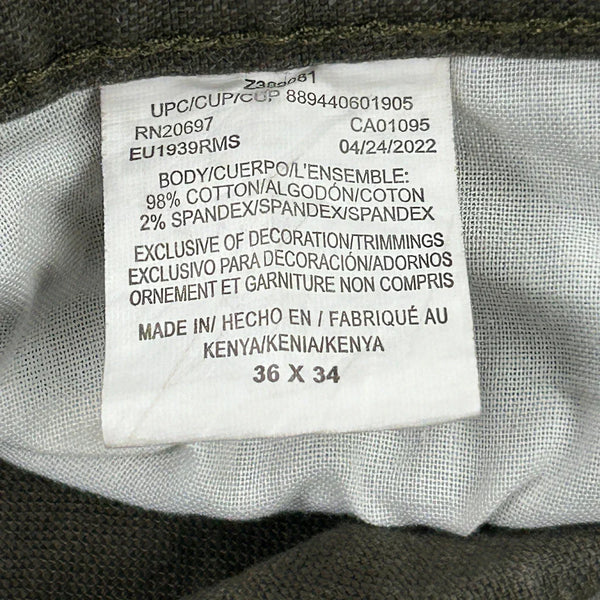 UPC/CUP/CUP 889440601905
RN20697 CA01095
EU1939RMS 04/24/2022
BODY/CUERPO/L'ENSEMBLE:
98% COTTON/ALGODÓN/COTON
2% SPANDEX/SPANDEX/SPANDEX
EXCLUSIVE OF DECORATION/TRIMMINGS
EXCLUSIVO PARA DECORACIÓN/ADORNOS
ORNEMENT ET GARNITURE NON COMPRIS
MADE IN/ HECHO EN / FABRIQUÉ AU
KENYA/KENIA/KENYA
36 X 34